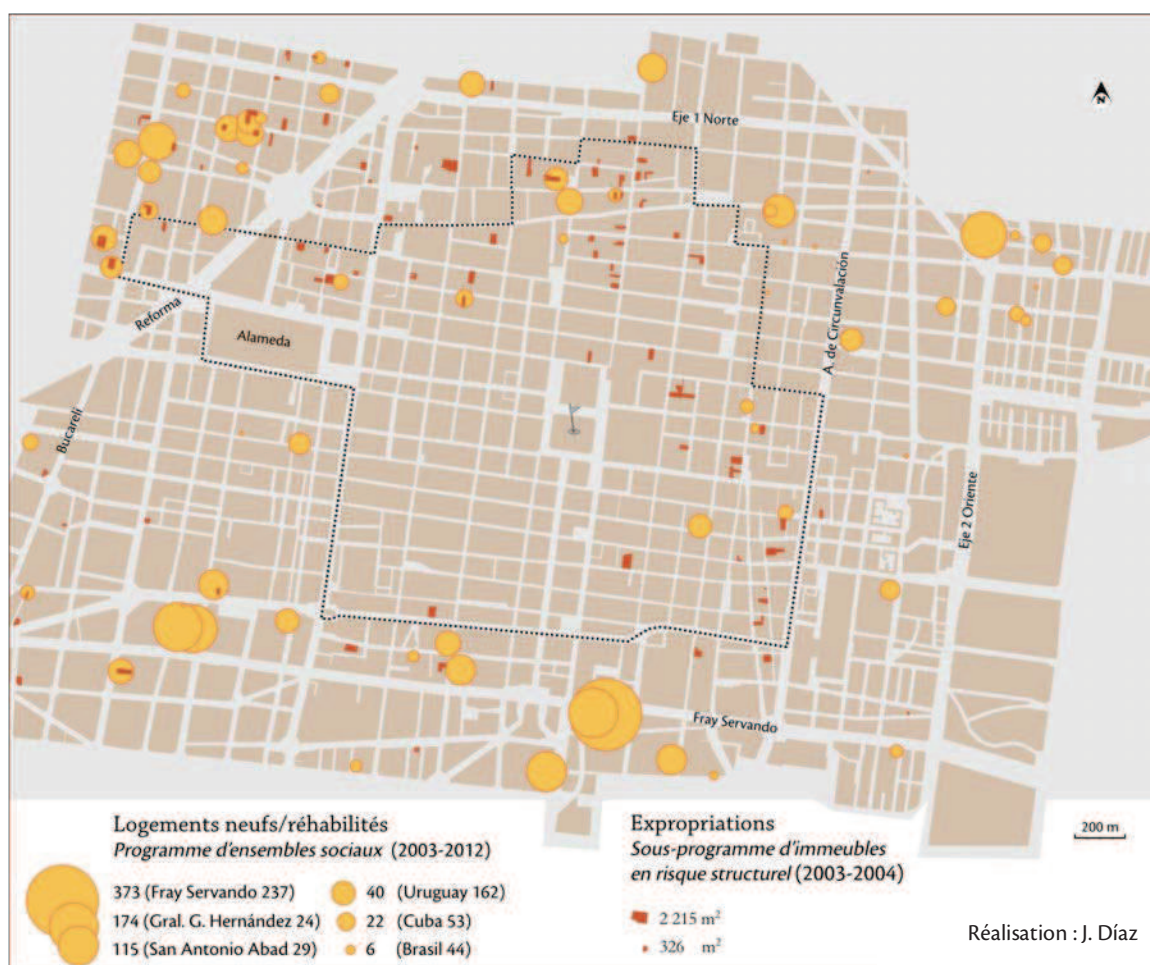 N
Eje 1 Norte
A. de Circunvalación
Reforma
Alameda
Bucareli
Eje 2 Oriente
Fray Servando
Logements neufs/réhabilités
Programme d'ensembles sociaux (2003-2012)
373 (Fray Servando 237)
174 (Gral. G. Hernández 24)
115 (San Antonio Abad 29)
40 (Uruguay 162)
22 (Cuba 53)
6 (Brasil 44)
Expropriations
Sous-programme d'immeubles
en risque structurel (2003-2004)
2 215 m²
326 m²
200 m
Réalisation : J. Díaz